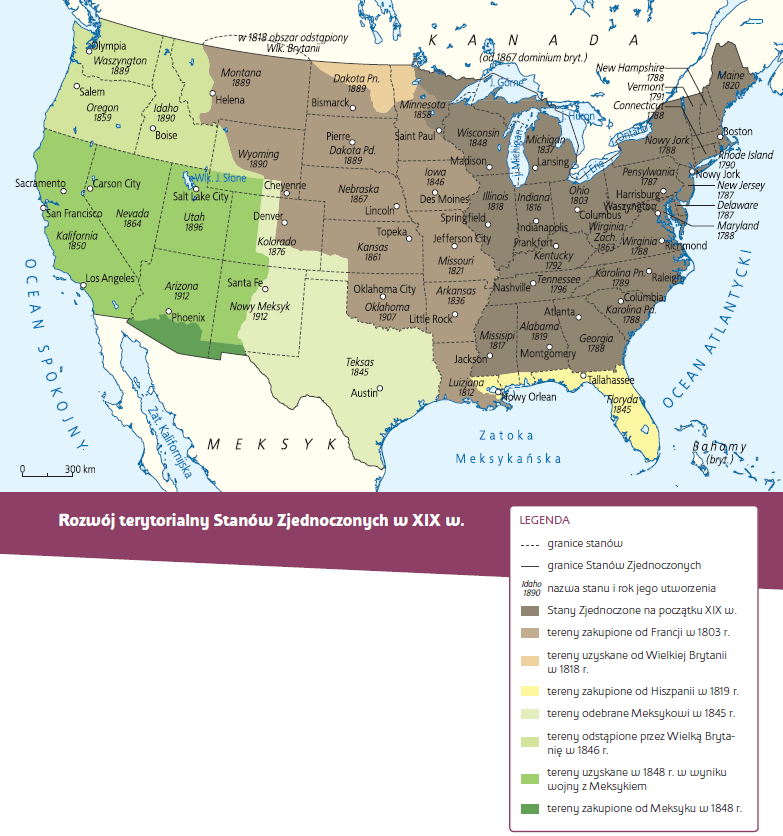 w 1818 obszar odstąpiony
Wlk. Brytanii
K A N A D A
(od 1867 dominium bryt.)
Olympia
Waszyngton
1889
Salem
Oregon
1859
Idaho
1890
Boise
Montana
1889
Helena
Dakota Pn.
1889
Bismarck
Minnesota
1858
Saint Paul
Pierre
Dakota Pd.
1889
Wyoming
1890
Cheyenne
Nebraska
1867
Lincoln
Iowa
1846
Des Moines
Wisconsin
1848
Madison
J. Górne
J. Michigan
J. Huron
J. Erie
J. Ontario
Michigan
1837
Lansing
New Hampshire
1788
Vermont
1791
Connecticut
1788
Maine
1820
Boston
Nowy Jork
1788
Rhode Island
1790
Nowy Jork
New Jersey
1787
Delaware
1787
Maryland
1788
Pensylwania
1787
Harrisburg
Waszyngton
Ohio
1803
Columbus
Indiana
1816
Indianapolis
Illinois
1818
Springfield
Wirginia
Zach.
1863
Wirginia
1788
Richmond
Frankfort
Kentucky
1792
Sacramento
San Francisco
Carson City
Nevada
1864
Kalifornia
1850
Wlk. J. Słone
Salt Lake City
Utah
1896
Denver
Kolorado
1876
Topeka
Kansas
1861
Jefferson City
Missouri
1821
Los Angeles
Arizona
1912
Phoenix
Santa Fe
Nowy Meksyk
1912
Oklahoma City
Oklahoma
1907
Arkansas
1836
Little Rock
Nashville
Tennessee
1796
Karolina Pn.
1789
Raleigh
Columbia
Karolina Pd.
1788
Atlanta
Georgia
1788
Alabama
1819
Montgomery
Missisipi
1817
Jackson
Teksas
1845
Austin
Luizjana
1812
Nowy Orlean
Tallahassee
Floryda
1845
OCEAN SPOKOJNY
OCEAN ATLANTYCKI
Zat. Kalifornijska
M E K S Y K
Zatoka
Meksykańska
Bahamy
(bryt.)
0 300 km
Rozwój terytorialny Stanów Zjednoczonych w XIX w.
LEGENDA
granice stanów
granice Stanów Zjednoczonych
Idaho
1890
nazwa stanu i rok jego utworzenia
Stany Zjednoczone na początku XIX w.
tereny zakupione od Francji w 1803 r.
tereny uzyskane od Wielkiej Brytanii
w 1818 r.
tereny zakupione od Hiszpanii w 1819 r.
tereny odebrane Meksykowi w 1845 r.
tereny odstąpione przez Wielką Bryta-
nię w 1846 r.
tereny uzyskane w 1848 r. w wyniku
wojny z Meksykiem
tereny zakupione od Meksyku w 1848 r.